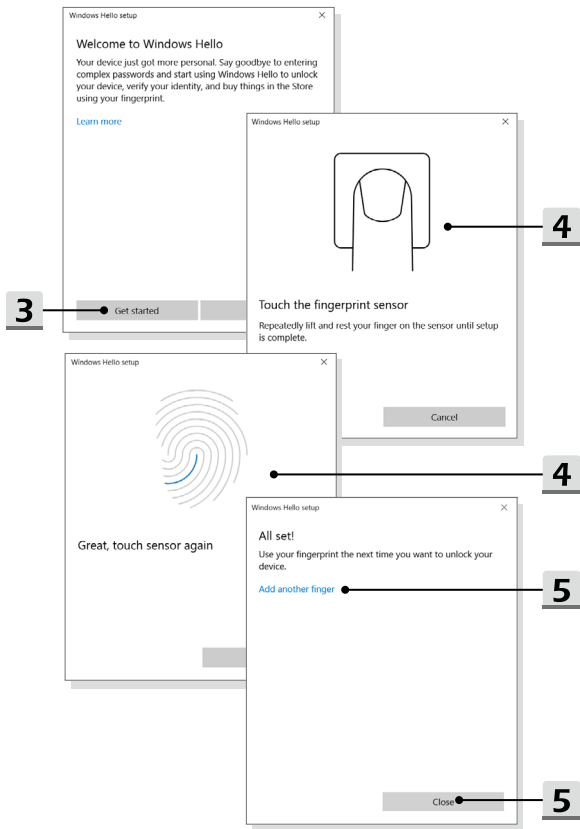 Windows Hello setup
Welcome to Windows Hello
Your device just got more personal. Say goodbye to entering
complex passwords and start using Windows Hello to unlock
your device, verify your identity, and buy things in the Store
using your fingerprint.
Learn more
3
Get started
Windows Hello setup
4
Touch the fingerprint sensor
Repeatedly lift and rest your finger on the sensor until setup
is complete.
Cancel
Windows Hello setup
4
Great, touch sensor again
Windows Hello setup
All set!
Use your fingerprint the next time you want to unlock your
device.
Add another finger
5
Close
5